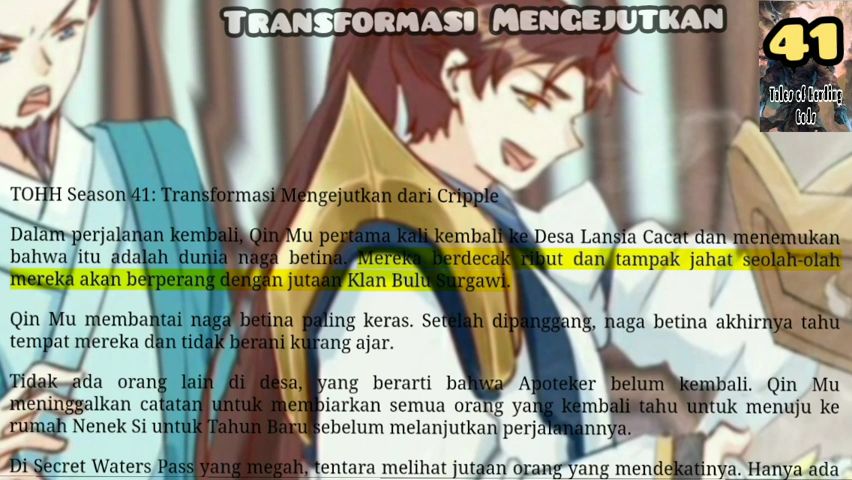 TRANSFORMASI MENGEJUTKAN
41
Tales of Herding
Gods
TOHH Season 41: Transformasi Mengejutkan dari Cripple
Dalam perjalanan kembali, Qin Mu pertama kali kembali ke Desa Lansia Cacat dan menemukan
bahwa itu adalah dunia naga betina. Mereka berdecak ribut dan tampak jahat seolah-olah
mereka akan berperang dengan jutaan Klan Bulu Surgawi.
Qin Mu membantai naga betina paling keras. Setelah dipanggang, naga betina akhirnya tahu
tempat mereka dan tidak berani kurang ajar.
Tidak ada orang lain di desa, yang berarti bahwa Apoteker belum kembali. Qin Mu
meninggalkan catatan untuk membiarkan semua orang yang kembali tahu untuk menuju ke
rumah Nenek Si untuk Tahun Baru sebelum melanjutkan perjalanannya.
Di Secret Waters Pass yang megah, tentara melihat jutaan orang yang mendekatinya. Hanya ada